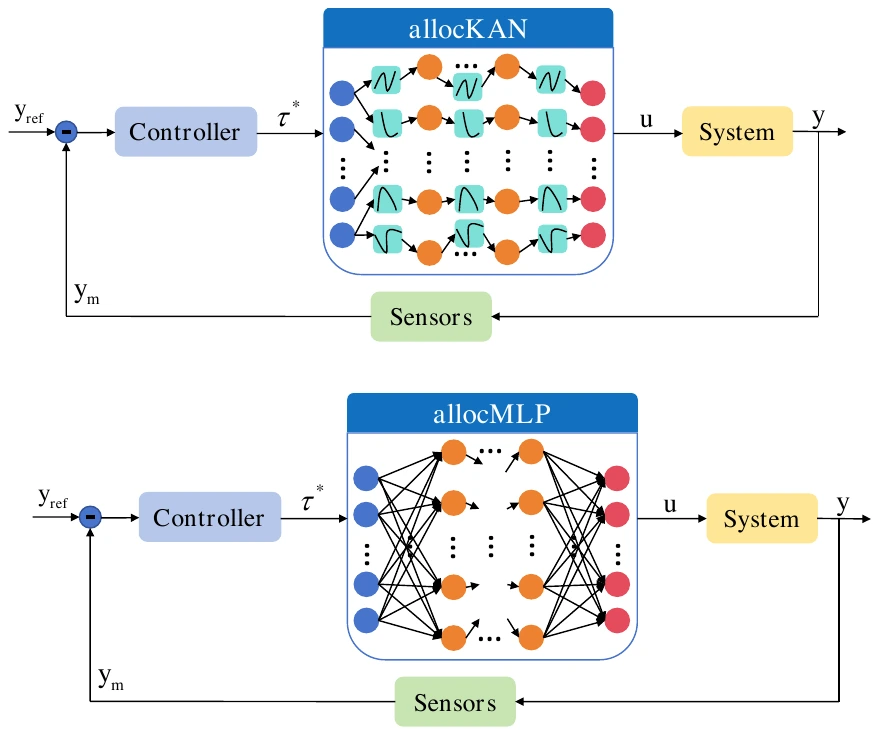 allocKAN
y_ref
-
Controller
τ*
u
System
y
y_m
Sensors
allocMLP
y_ref
-
Controller
τ*
u
System
y
y_m
Sensors